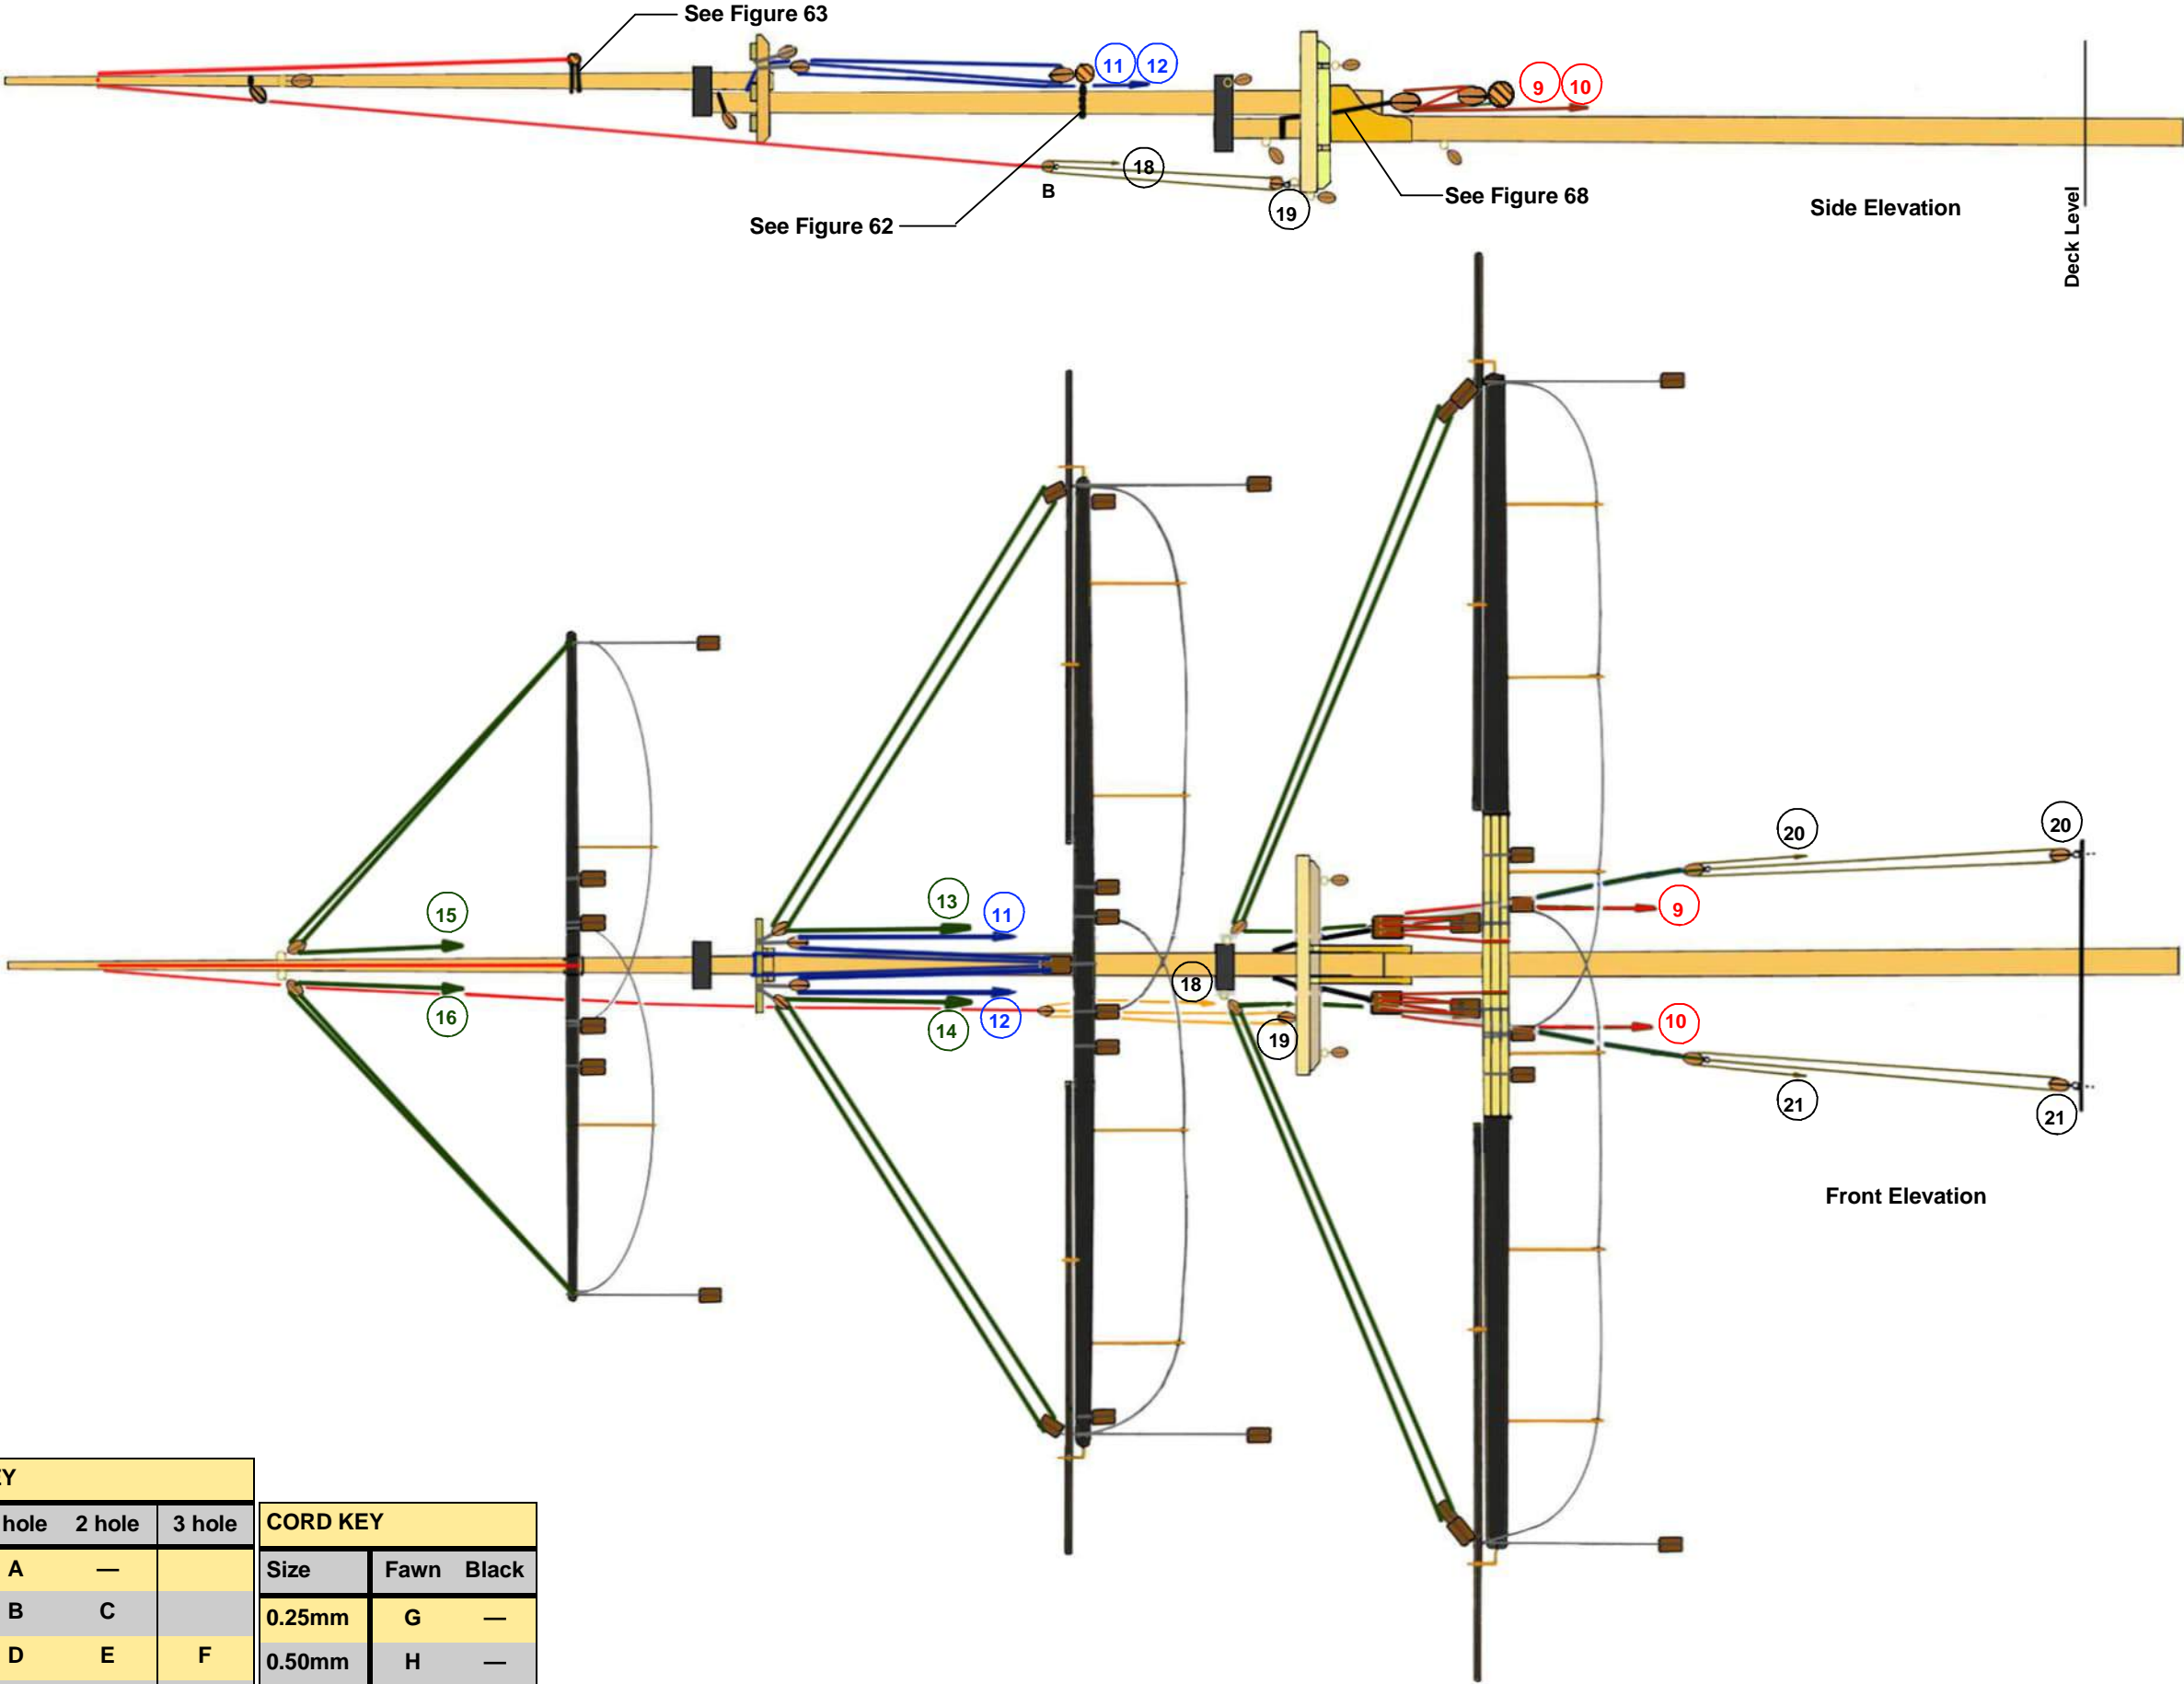 See Figure 63
11 12
9 10
18
B
19
See Figure 68
See Figure 62
Side Elevation
Deck Level
20 20
15 13 11 9
18
16 14 12 19 10
21 21
Front Elevation
EY
hole 2 hole 3 hole
A —
B C
D E F
CORD KEY
Size Fawn Black
0.25mm G —
0.50mm H —